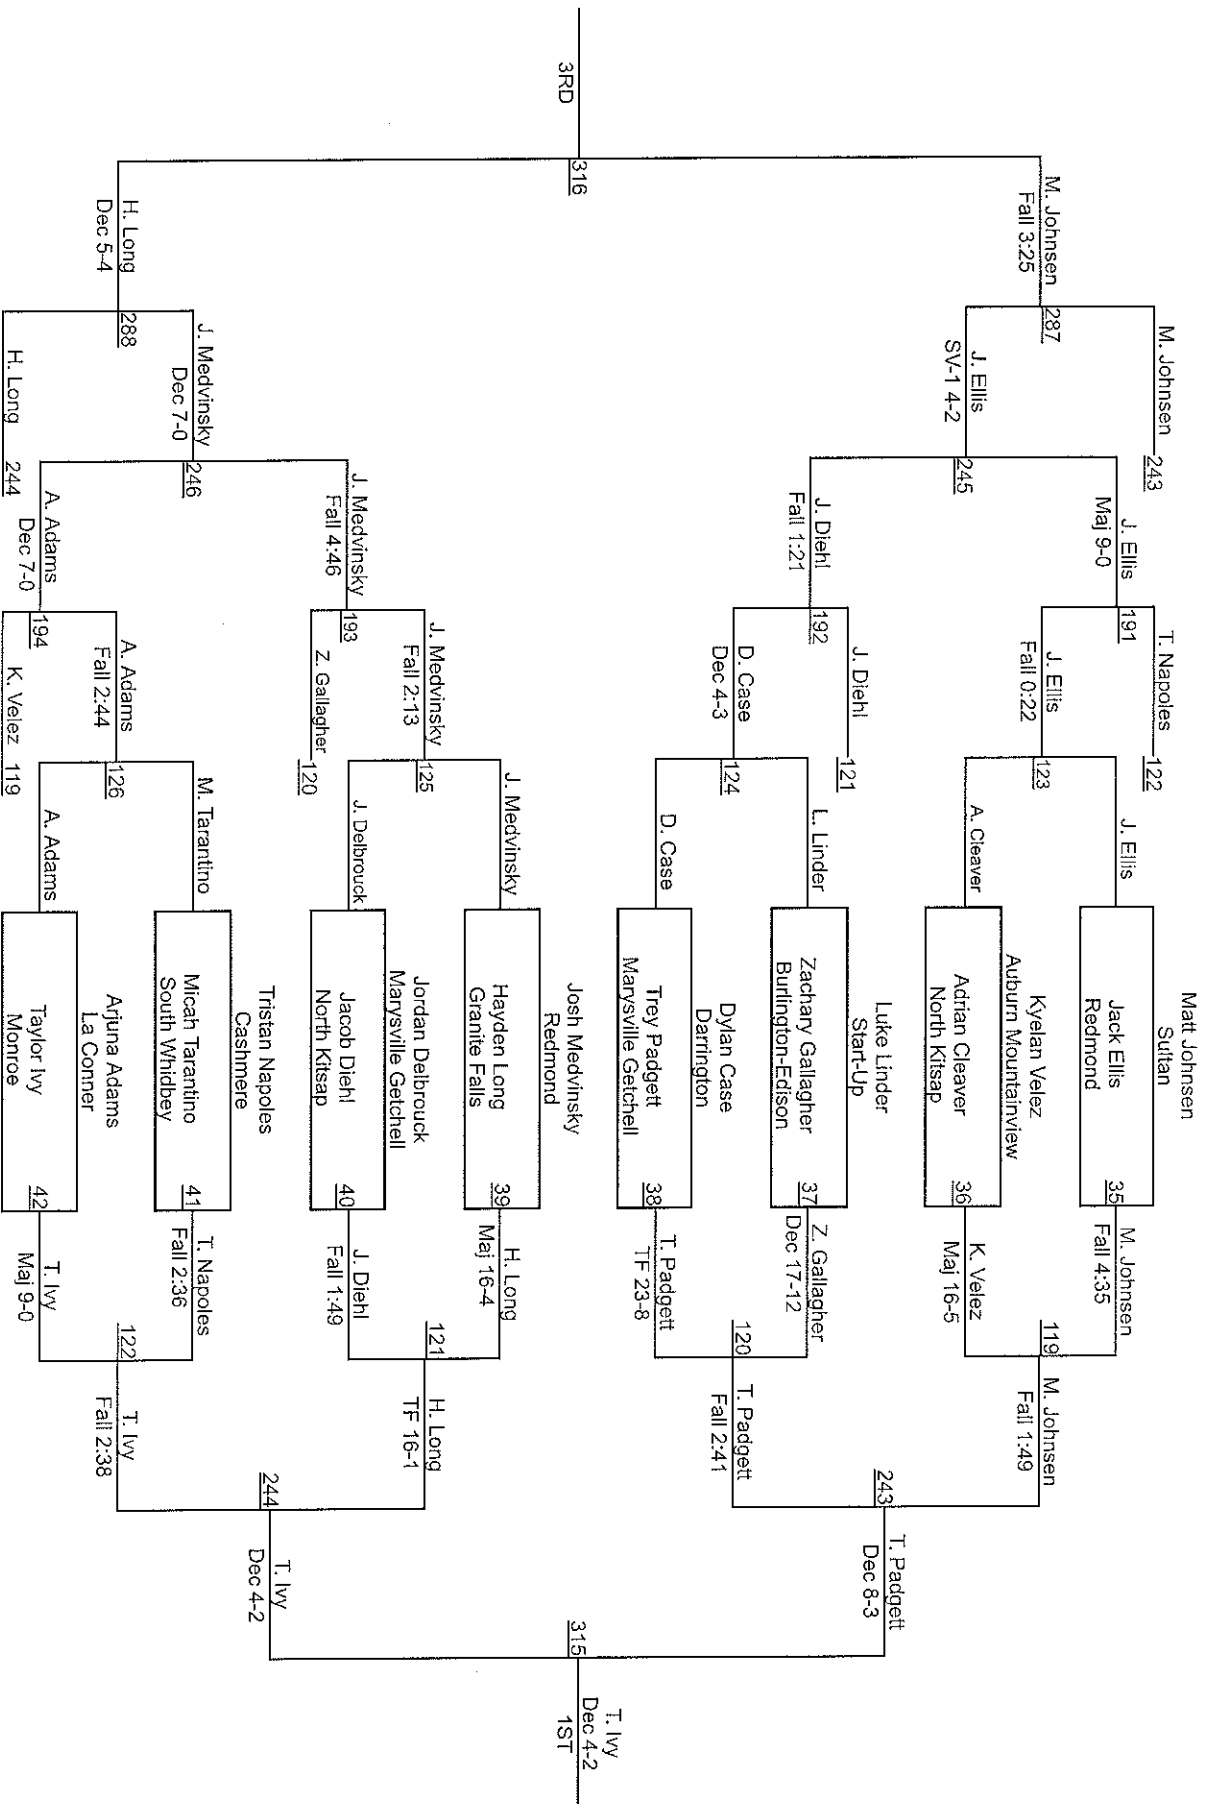 Matt Johnsen
Sultan
Jack Ellis
Redmond
35
Kyelan Velez
Auburn Mountainview
Adrian Cleaver
North Kitsap
36
Luke Linder
Start-Up
Zachary Gallagher
Burlington-Edison
37
Dylan Case
Darrington
Trey Padgett
Marysville Getchell
38
Josh Medvinsky
Redmond
Hayden Long
Granite Falls
39
Jordan Delbrouck
Marysville Getchell
Jacob Diehl
North Kitsap
40
Tristan Napoles
Cashmere
Micah Tarantino
South Whidbey
41
Arjuna Adams
La Conner
Taylor Ivy
Monroe
42
M. Johnsen
Fall 4:35
K. Velez
Maj 16-5
Z. Gallagher
Dec 17-12
T. Padgett
TF 23-8
H. Long
Maj 16-4
J. Diehl
Fall 1:49
T. Napoles
Fall 2:36
T. Ivy
Maj 9-0
119
M. Johnsen
Fall 1:49
120
T. Padgett
Fall 2:41
121
H. Long
TF 16-1
122
T. Ivy
Fall 2:38
243
T. Padgett
Dec 8-3
244
T. Ivy
Dec 4-2
315
T. Ivy
Dec 4-2
1ST
J. Ellis
A. Cleaver
L. Linder
D. Case
J. Medvinsky
J. Delbrouck
M. Tarantino
A. Adams
T. Napoles
122
123
J. Ellis
Fall 0:22
J. Diehl
121
124
D. Case
Dec 4-3
125
J. Medvinsky
Fall 2:13
Z. Gallagher
120
126
A. Adams
Fall 2:44
K. Velez
119
191
J. Ellis
Maj 9-0
192
J. Diehl
Fall 1:21
193
J. Medvinsky
Fall 4:46
194
A. Adams
Dec 7-0
M. Johnsen
243
245
J. Ellis
SV-1 4-2
246
J. Medvinsky
Dec 7-0
H. Long
244
287
M. Johnsen
Fall 3:25
288
H. Long
Dec 5-4
316
3RD